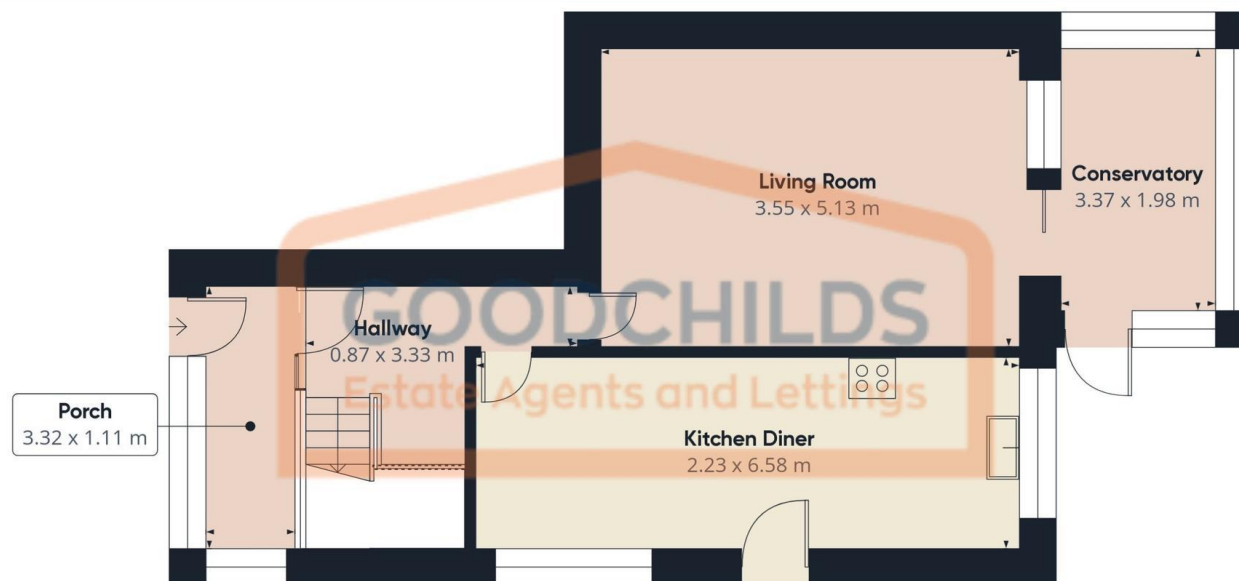 Living Room
3.55 x 5.13 m
Conservatory
3.37 x 1.98 m
GOODCHILDS
Estate Agents and Lettings
Hallway
0.87 x 3.33 m
Porch
3.32 x 1.11 m
Kitchen Diner
2.23 x 6.58 m